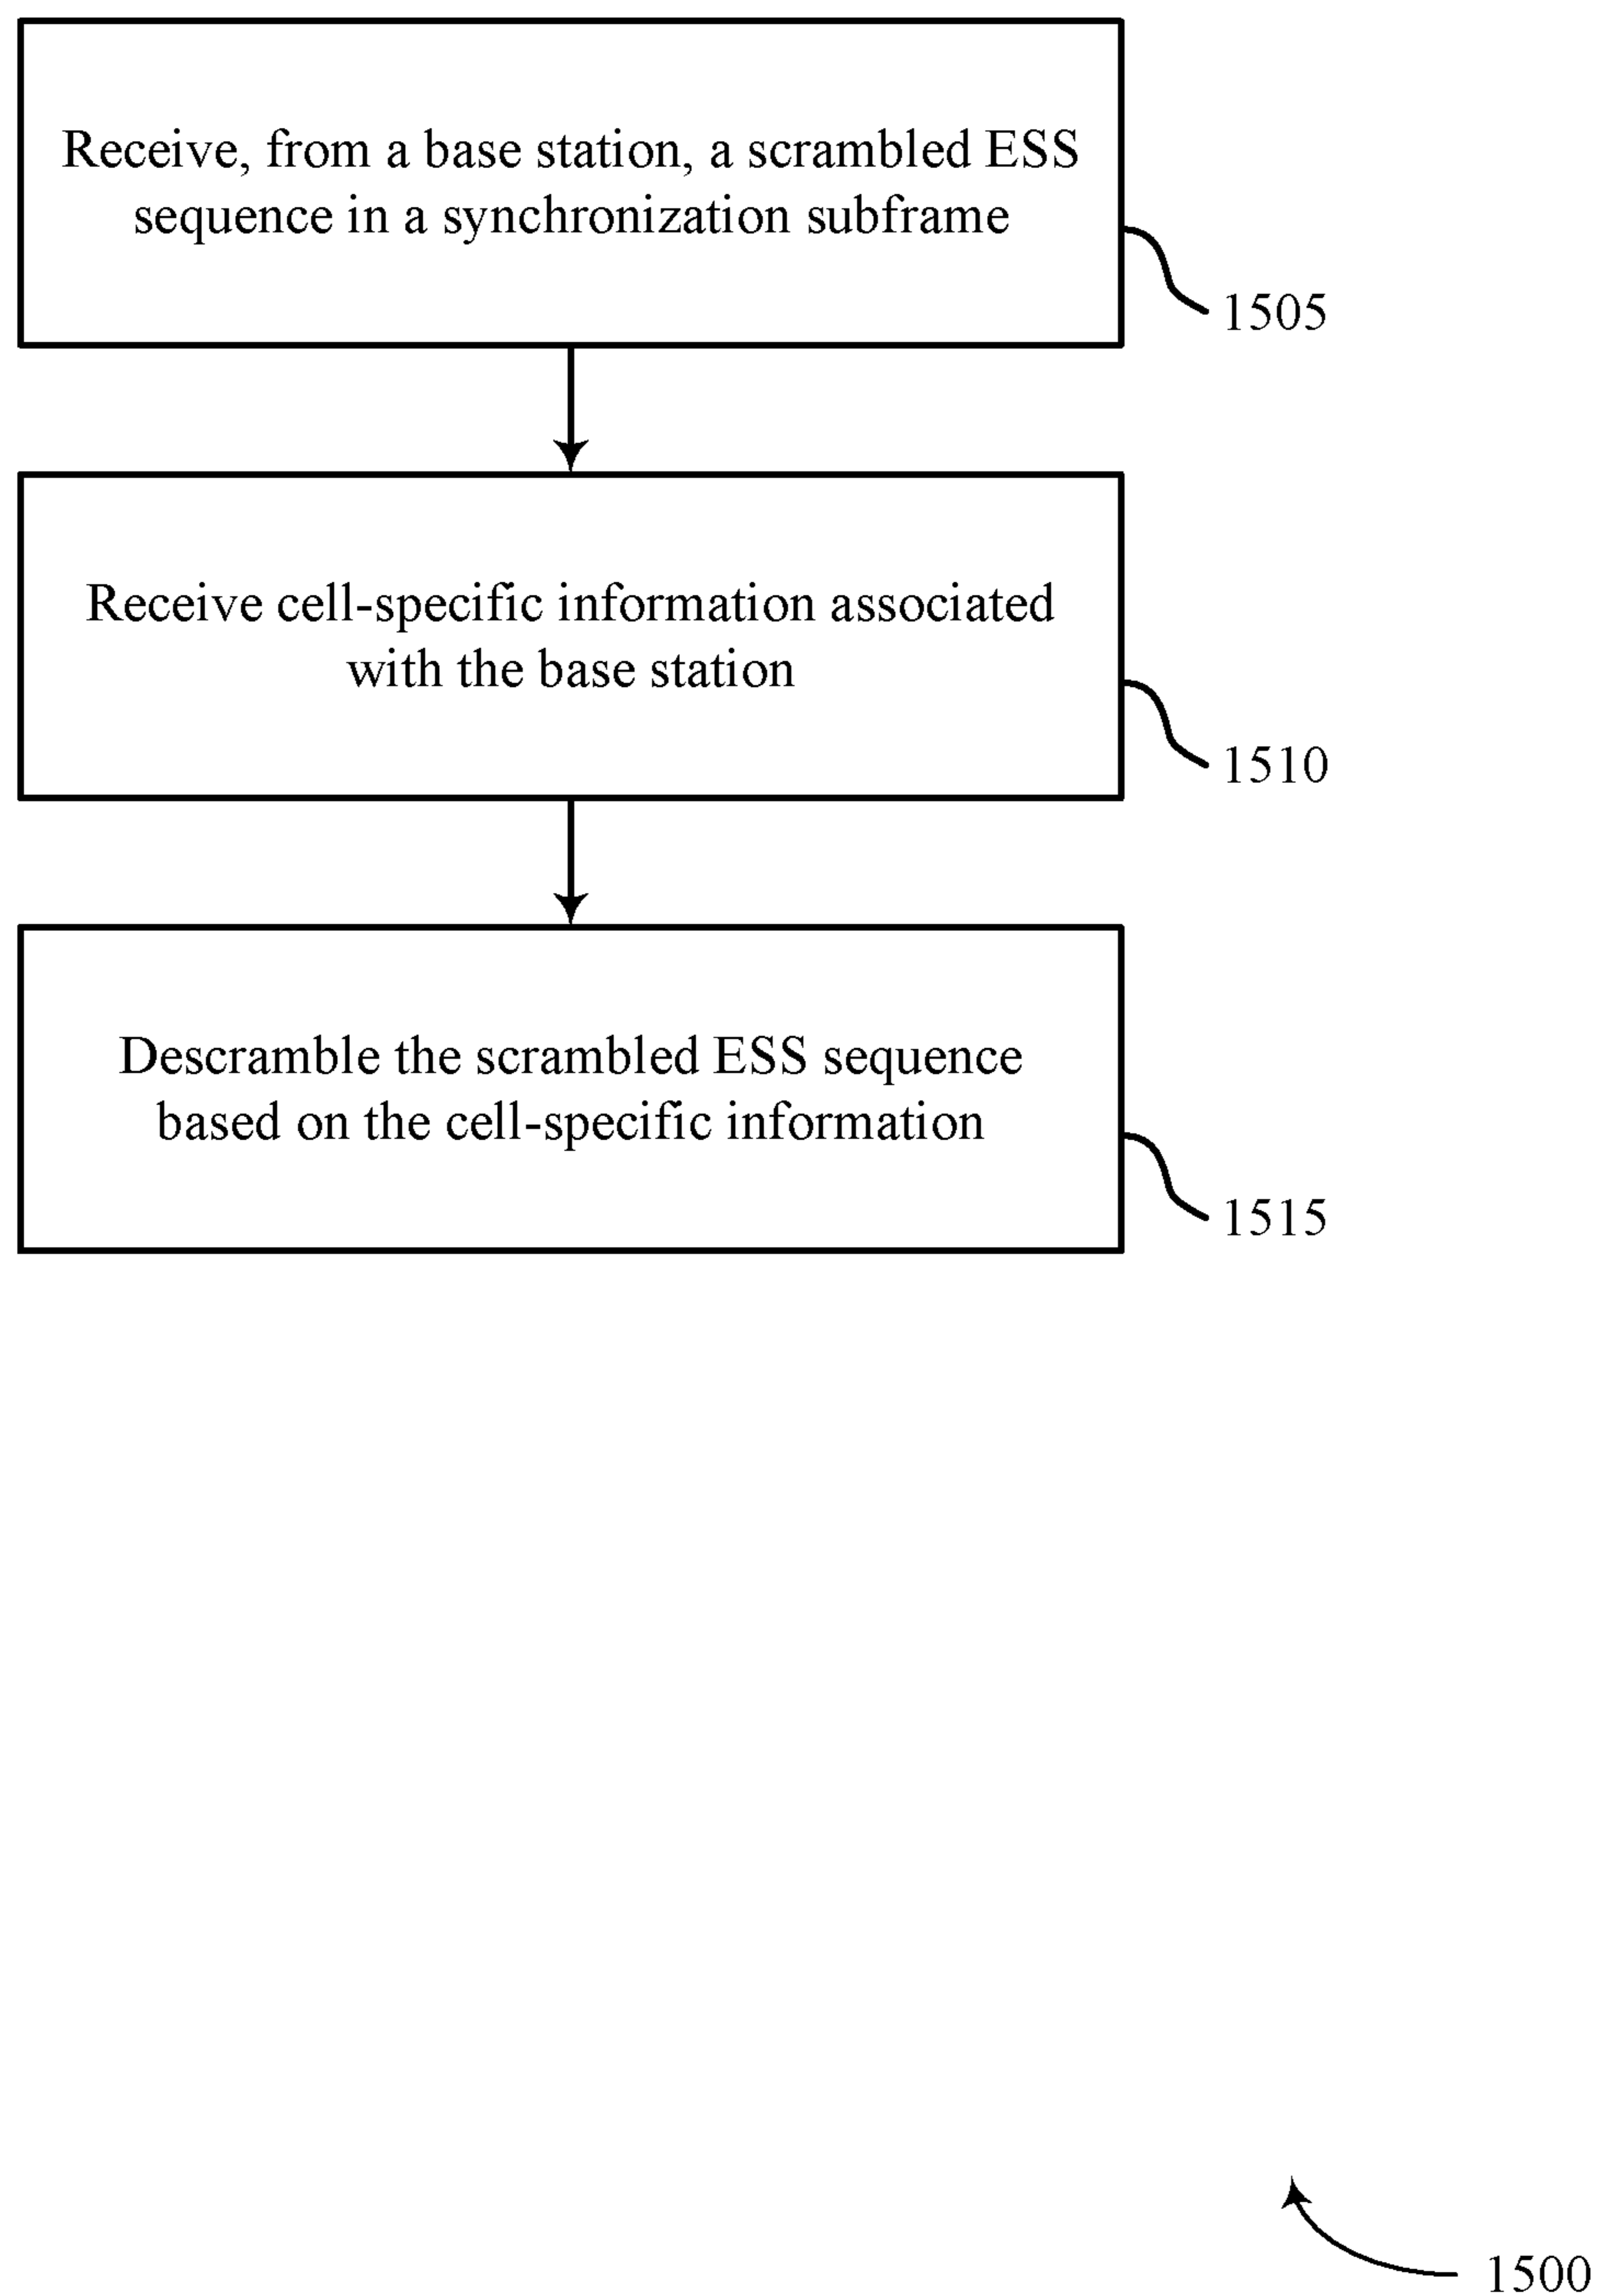 Receive, from a base station, a scrambled ESS
sequence in a synchronization subframe
1505
Receive cell-specific information associated
with the base station
1510
Descramble the scrambled ESS sequence
based on the cell-specific information
1515
1500